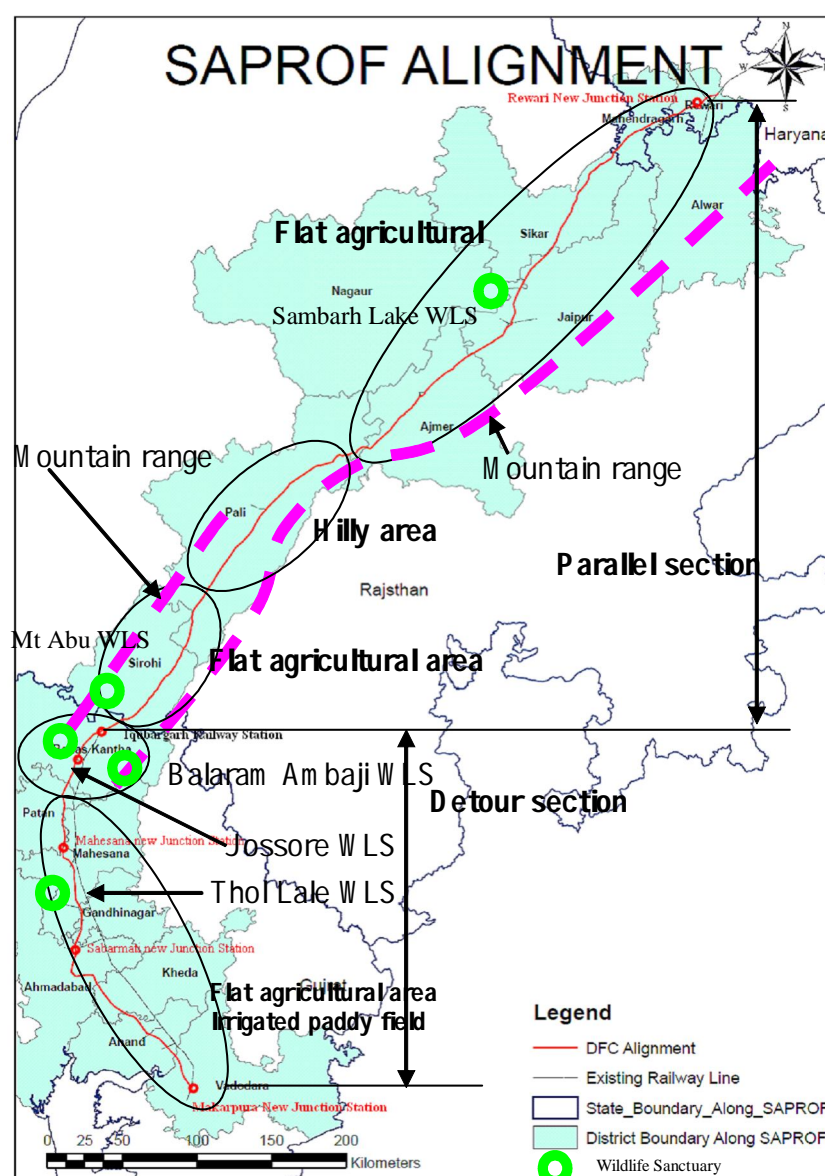 SAPROF ALIGNMENT
N
W
E
S
Rewari New Junction Station
Rewari
Mahendragarh
Haryana
Alwar
Flat agricultural
Sikar
Nagaur
Sambarh Lake WLS
Jaipur
Ajmer
Mountain range
Mountain range
Pali
Hilly area
Parallel section
Rajsthan
Mt Abu WLS
Sirohi
Flat agricultural area
Iqubargarh Railway Station
Banas Kantha
Balaram Ambaji WLS
Detour section
Patan
Jossore WLS
Mahesana new Junction Station
Mahesana
Thol Lale WLS
Gandhinagar
Sabarmati new Junction Station
Kheda
Ahmadabad
Gujrat
Flat agricultural area
Irrigated paddy field
Anand
Vadodara
Makarpura New Junction Station
Legend
DFC Alignment
Existing Railway Line
State_Boundary_Along_SAPROF
District Boundary Along SAPROF
Wildlife Sanctuary
0 25 50 100 150 200
Kilometers